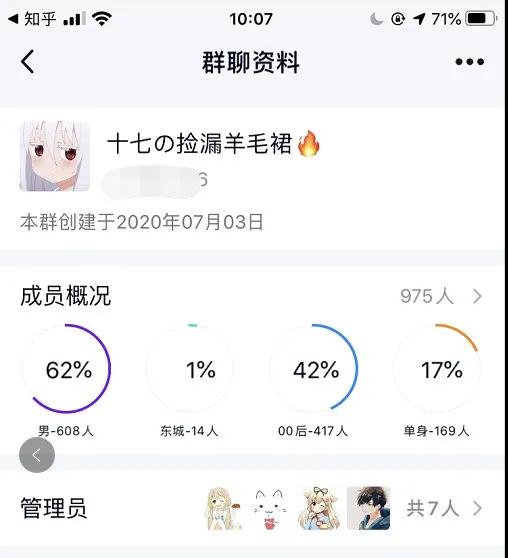 知乎 10:07 71%
群聊资料
十七の捡漏羊毛裙🔥
6
本群创建于2020年07月03日
成员概况 975人
62% 1% 42% 17%
男-608人 东城-14人 00后-417人 单身-169人
管理员 共7人